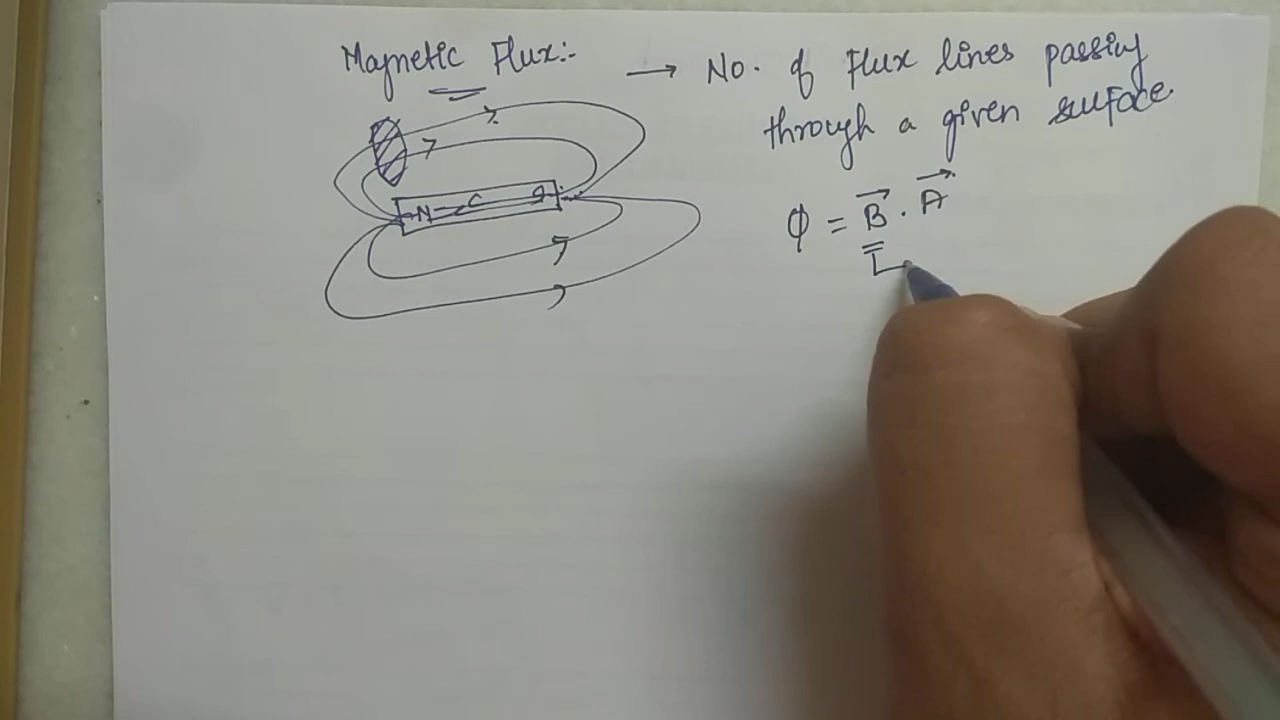 Magnetic Flux:- → No. of Flux lines passing
through a given surface
N S
ϕ = B⃗ . A⃗